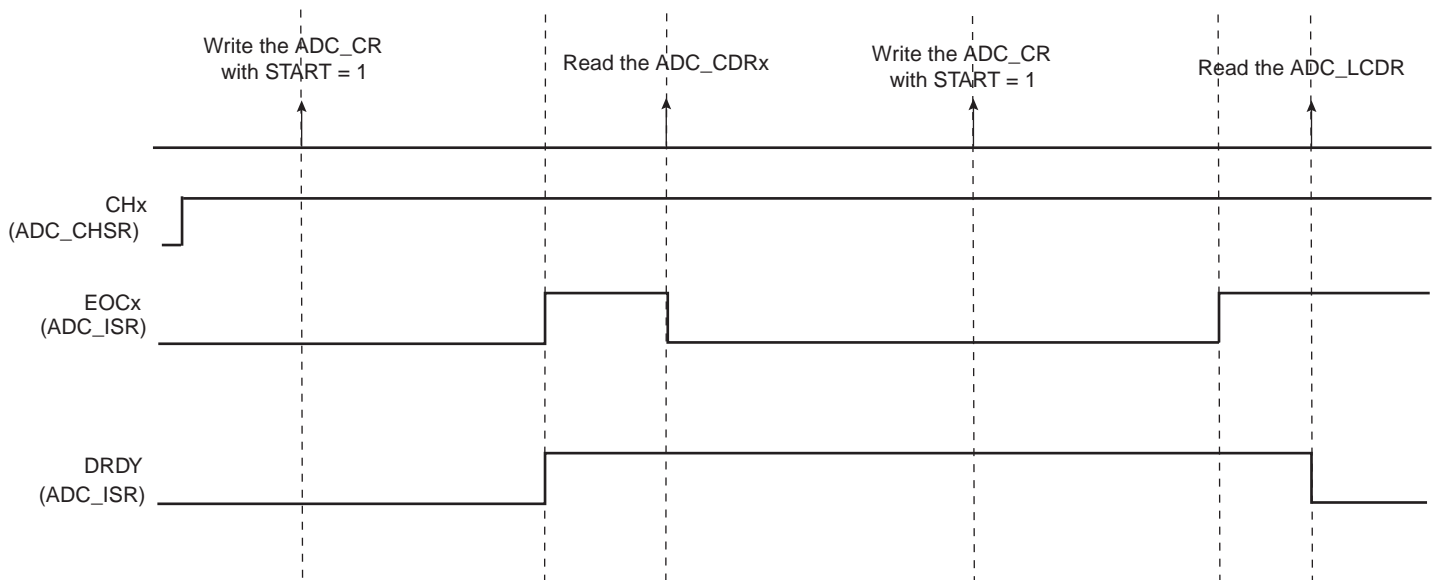 Write the ADC_CR
with START = 1
Read the ADC_CDRx
Write the ADC_CR
with START = 1
Read the ADC_LCDR
CHx
(ADC_CHSR)
EOCx
(ADC_ISR)
DRDY
(ADC_ISR)